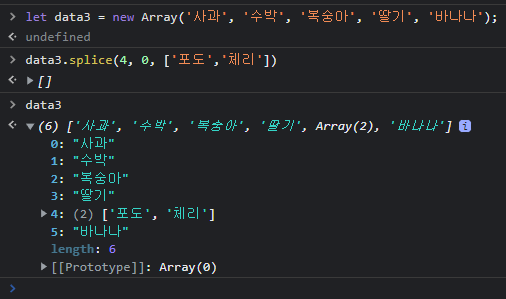 > let data3 = new Array('사과', '수박', '복숭아', '딸기', '바나나');
< undefined
> data3.splice(4, 0, ['포도','체리'])
< ▶ []
> data3
< ▼ (6) ['사과', '수박', '복숭아', '딸기', Array(2), '바나나'] i
0: "사과"
1: "수박"
2: "복숭아"
3: "딸기"
▶ 4: (2) ['포도', '체리']
5: "바나나"
length: 6
▶ [[Prototype]]: Array(0)
>